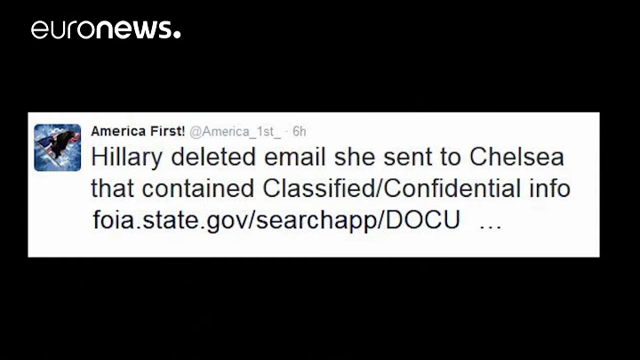 euronews.
America First! @America_1st_ · 6h
Hillary deleted email she sent to Chelsea
that contained Classified/Confidential info
foia.state.gov/searchapp/DOCU ...